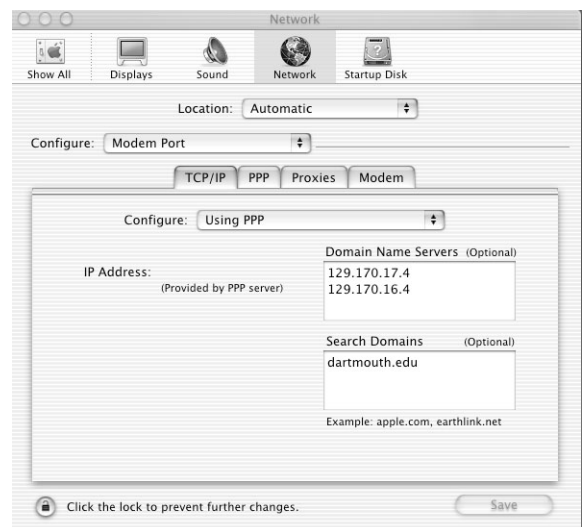 Network
Show All Displays Sound Network Startup Disk
Location: Automatic
Configure: Modem Port
TCP/IP PPP Proxies Modem
Configure: Using PPP
Domain Name Servers (Optional)
IP Address:
(Provided by PPP server)
129.170.17.4
129.170.16.4
Search Domains (Optional)
dartmouth.edu
Example: apple.com, earthlink.net
Click the lock to prevent further changes.
Save